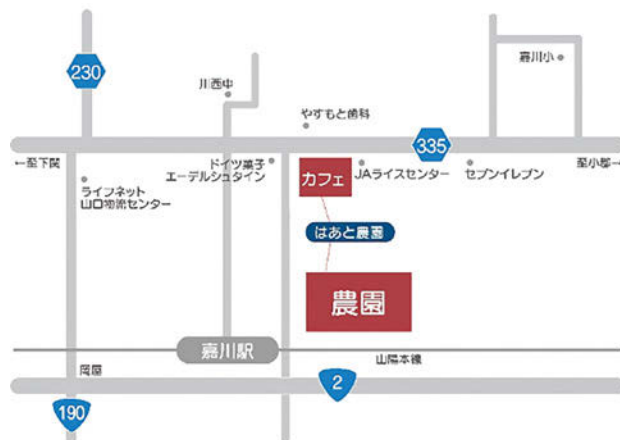 230
川西中
嘉川小
やすもと歯科
335
←至下関
ドイツ菓子
エーデルシュタイン
カフェ
JAライスセンター
セブンイレブン
至小郡→
ライフネット
山口物流センター
はあと農園
農園
嘉川駅
山陽本線
岡屋
2
190